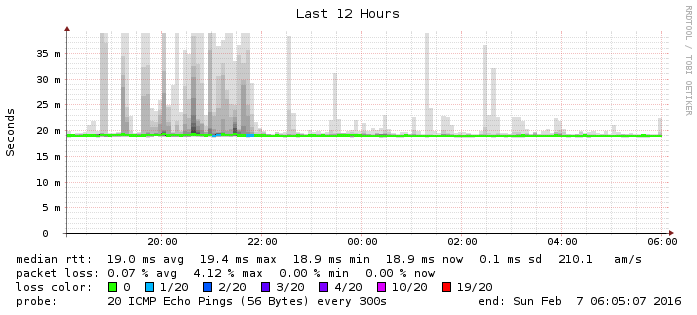 Last 12 Hours
RRDTOOL / TOBI OETIKER
Seconds
35 m
30 m
25 m
20 m
15 m
10 m
5 m
0
20:00 22:00 00:00 02:00 04:00 06:00
median rtt: 19.0 ms avg 19.4 ms max 18.9 ms min 18.9 ms now 0.1 ms sd 210.1 am/s
packet loss: 0.07 % avg 4.12 % max 0.00 % min 0.00 % now
loss color: 0 1/20 2/20 3/20 4/20 10/20 19/20
probe: 20 ICMP Echo Pings (56 Bytes) every 300s end: Sun Feb 7 06:05:07 2016